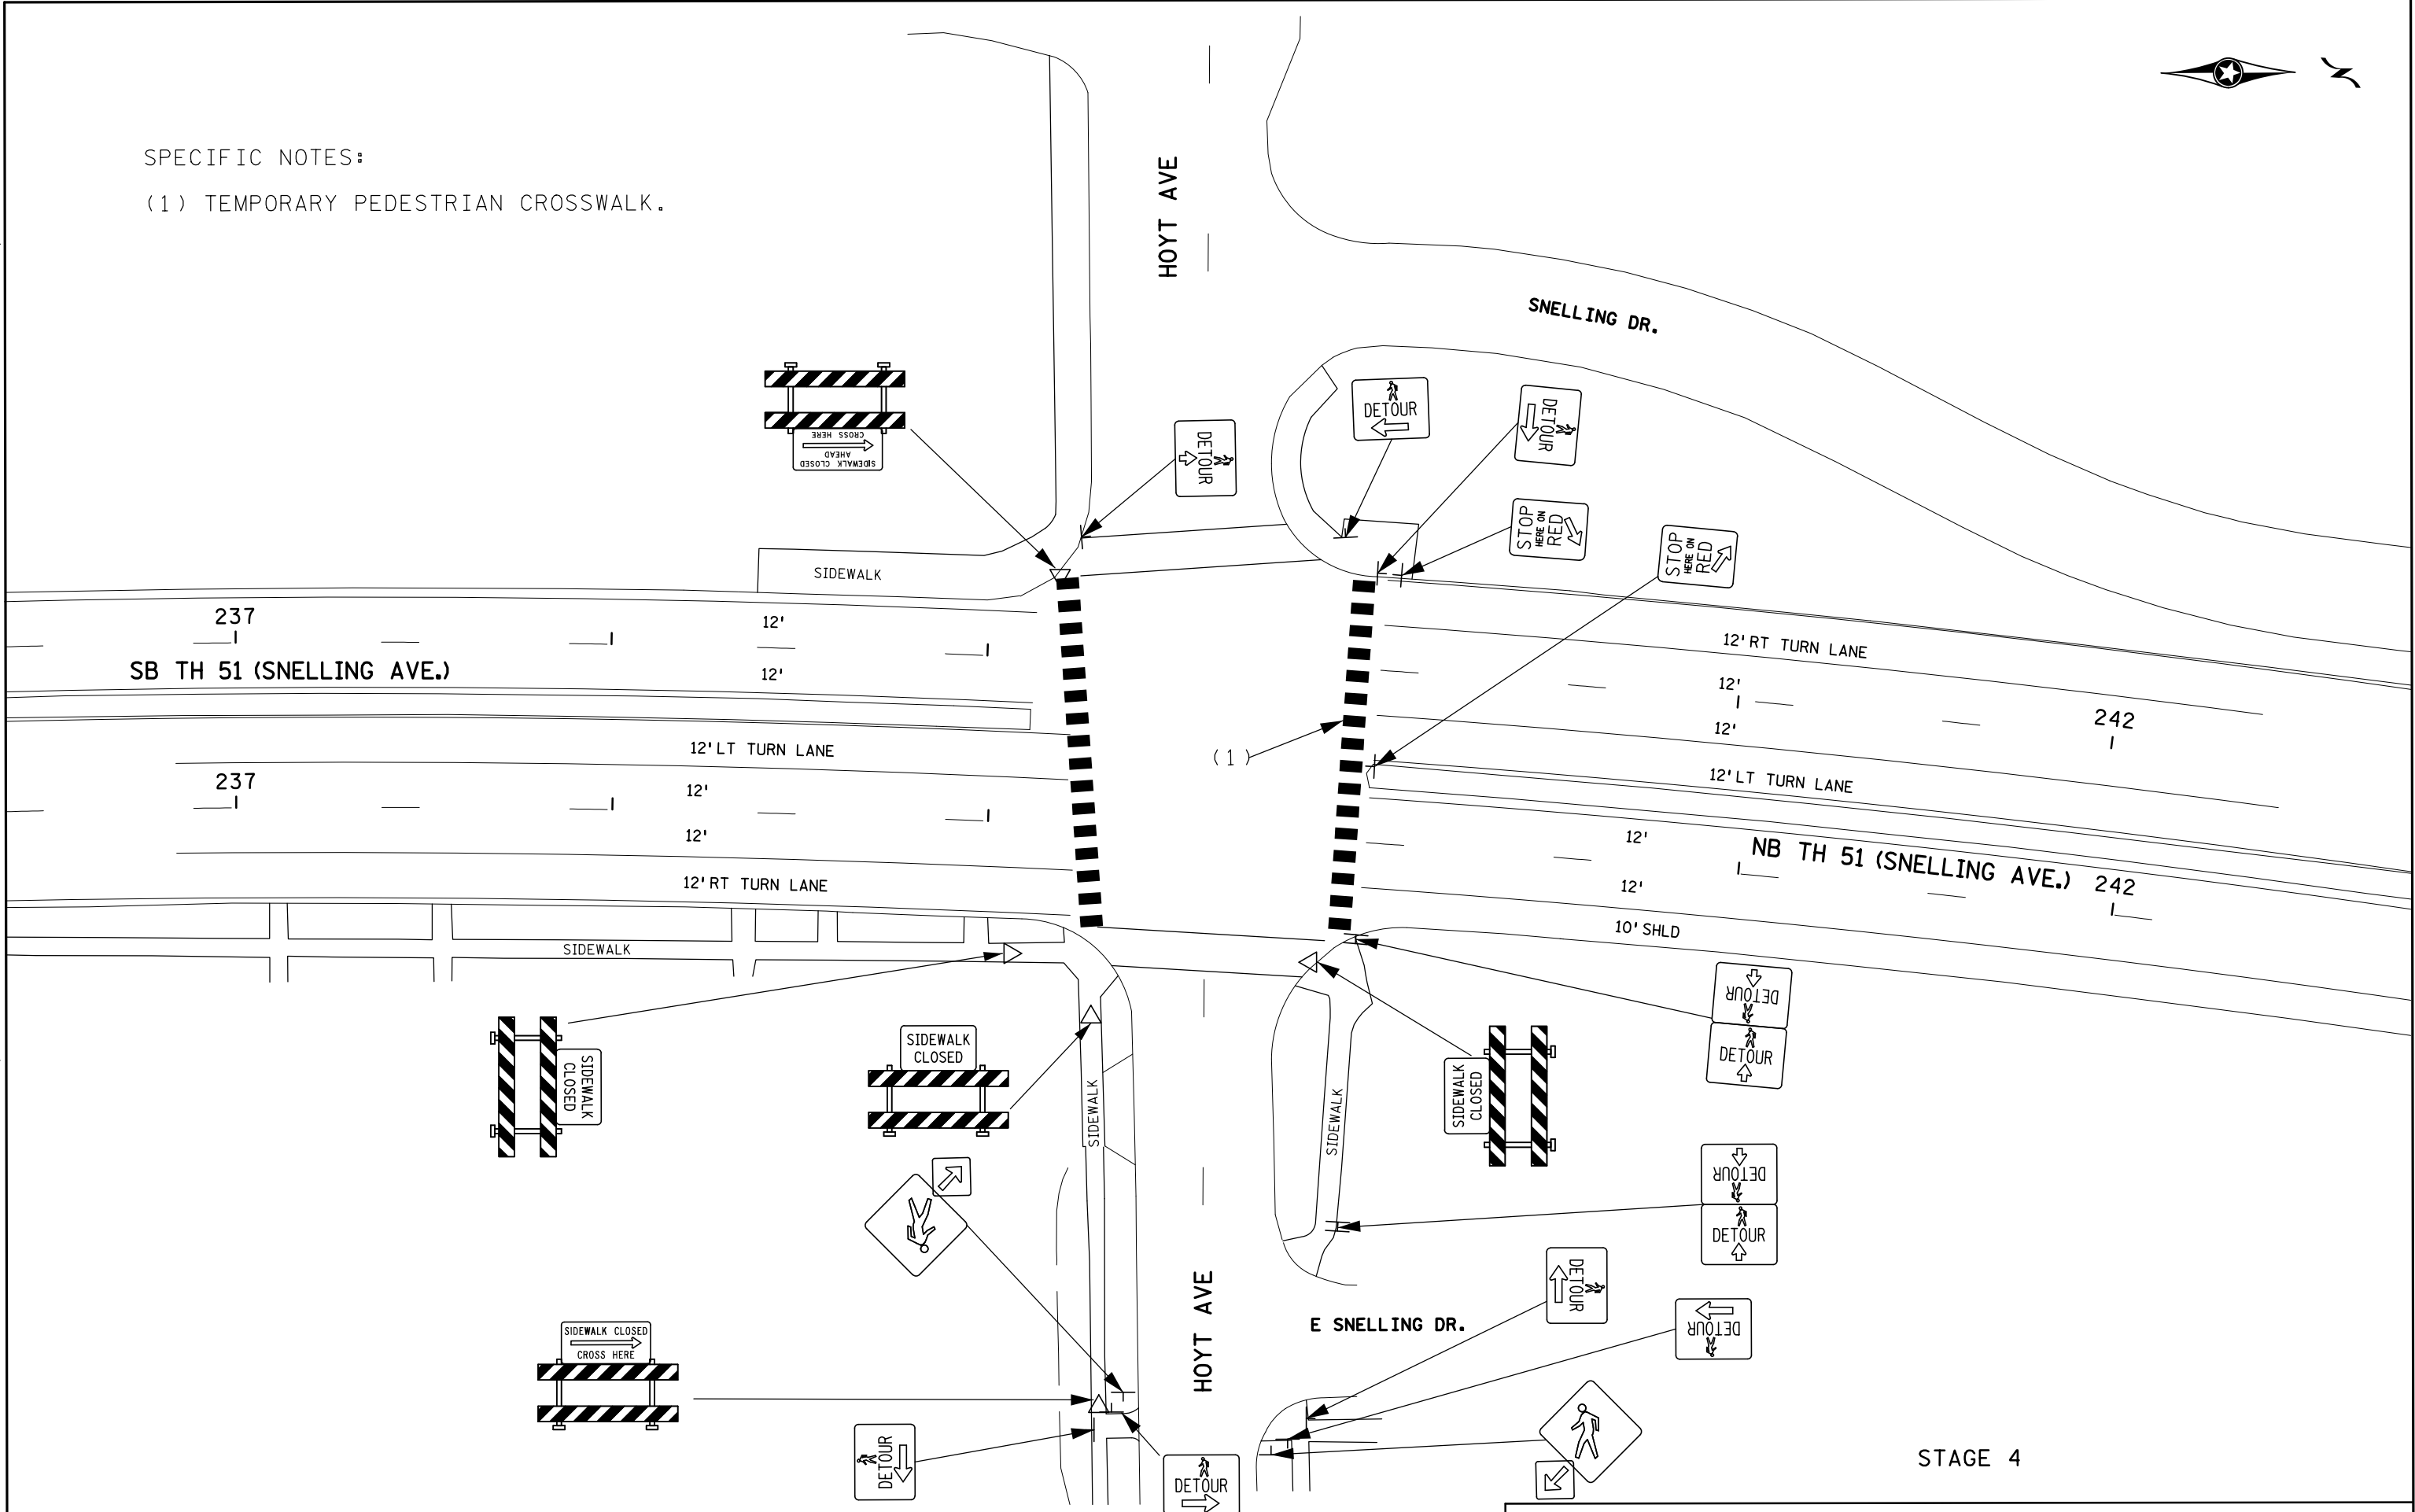 SPECIFIC NOTES:
(1) TEMPORARY PEDESTRIAN CROSSWALK.
HOYT AVE
Z
SNELLING DR.
SIDEWALK CLOSED
AHEAD
CROSS HERE
DETOUR
DETOUR
DETOUR
STOP
HERE ON
RED
STOP
HERE ON
RED
SIDEWALK
237
12'
SB TH 51 (SNELLING AVE.)
12'
12' RT TURN LANE
12'
242
12'
12' LT TURN LANE
(1)
12' LT TURN LANE
237
12'
12'
12' RT TURN LANE
12'
NB TH 51 (SNELLING AVE.)
242
12'
10' SHLD
SIDEWALK
SIDEWALK
CLOSED
SIDEWALK
CLOSED
SIDEWALK
SIDEWALK
SIDEWALK
CLOSED
DETOUR
DETOUR
DETOUR
DETOUR
HOYT AVE
E SNELLING DR.
DETOUR
DETOUR
SIDEWALK CLOSED
CROSS HERE
DETOUR
DETOUR
STAGE 4